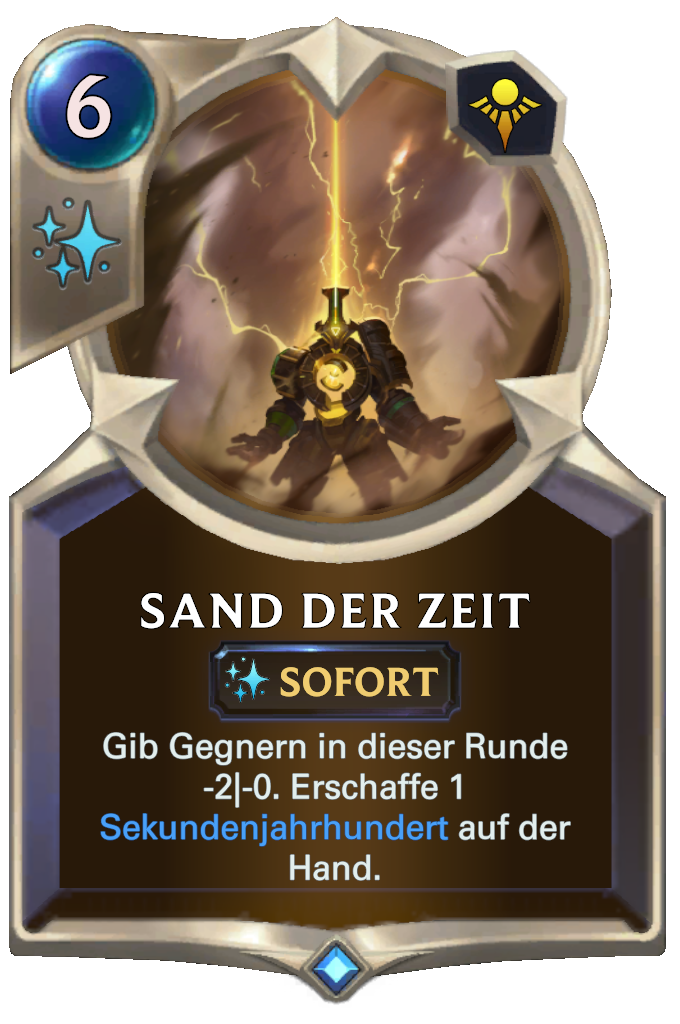 6
SAND DER ZEIT
SOFORT
Gib Gegnern in dieser Runde
-2|-0. Erschaffe 1
Sekundenjahrhundert auf der
Hand.